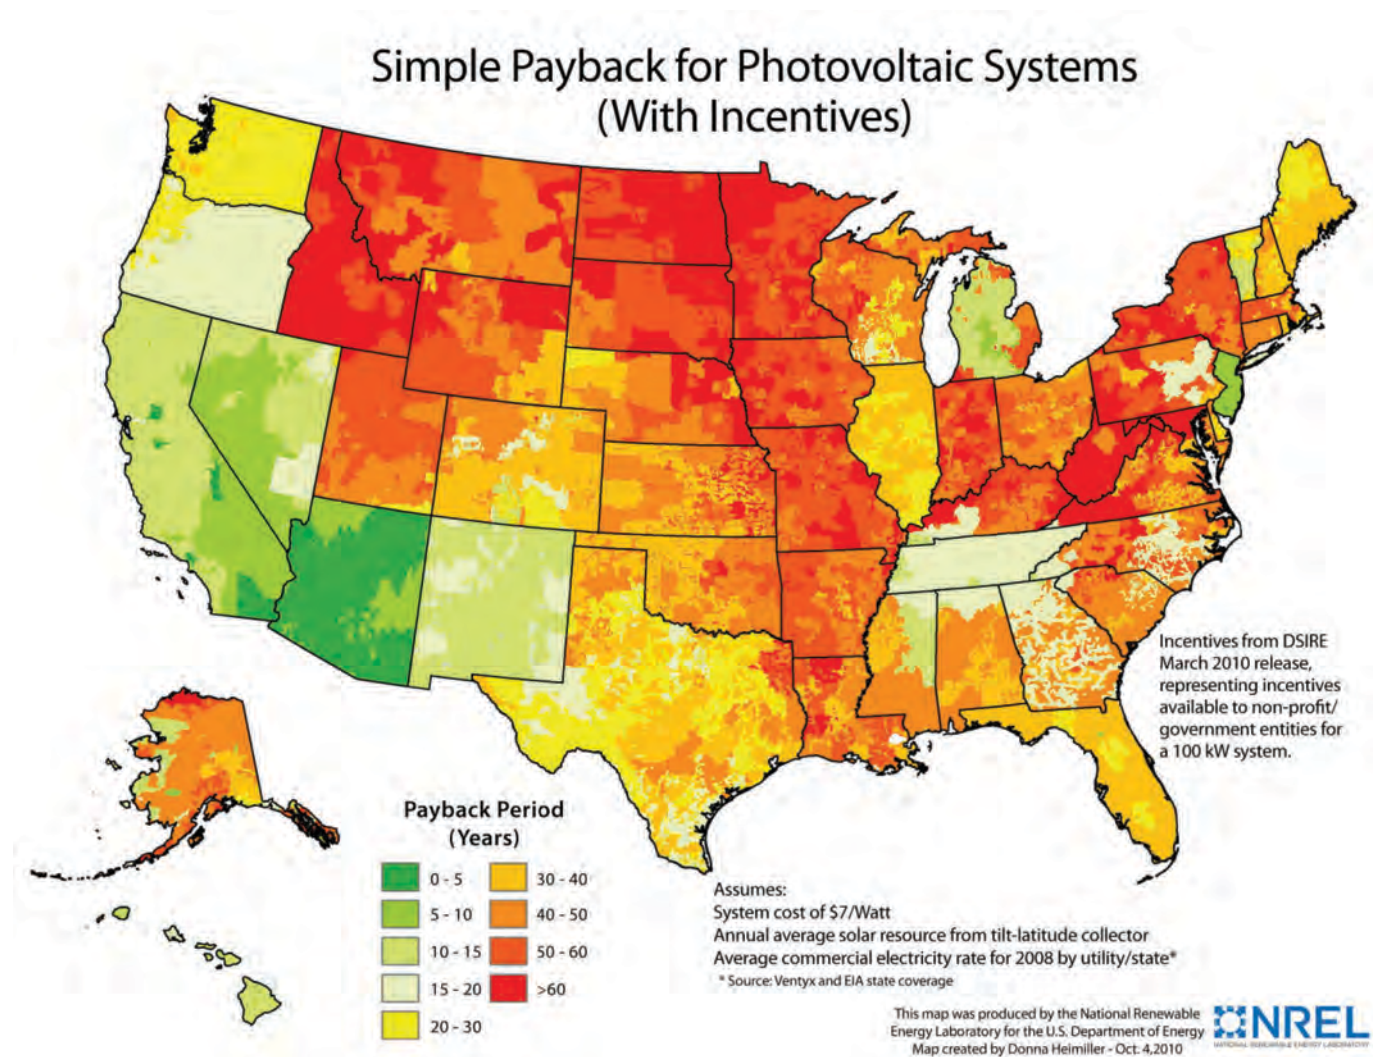 Simple Payback for Photovoltaic Systems
(With Incentives)
Incentives from DSIRE
March 2010 release,
representing incentives
available to non-profit/
government entities for
a 100 kW system.
Payback Period
(Years)
0 - 5
30 - 40
5 - 10
40 - 50
10 - 15
50 - 60
15 - 20
>60
20 - 30
Assumes:
System cost of $7/Watt
Annual average solar resource from tilt-latitude collector
Average commercial electricity rate for 2008 by utility/state*
* Source: Ventyx and EIA state coverage
This map was produced by the National Renewable
Energy Laboratory for the U.S. Department of Energy
Map created by Donna Heimiller - Oct. 4,2010
NREL
NATIONAL RENEWABLE ENERGY LABORATORY